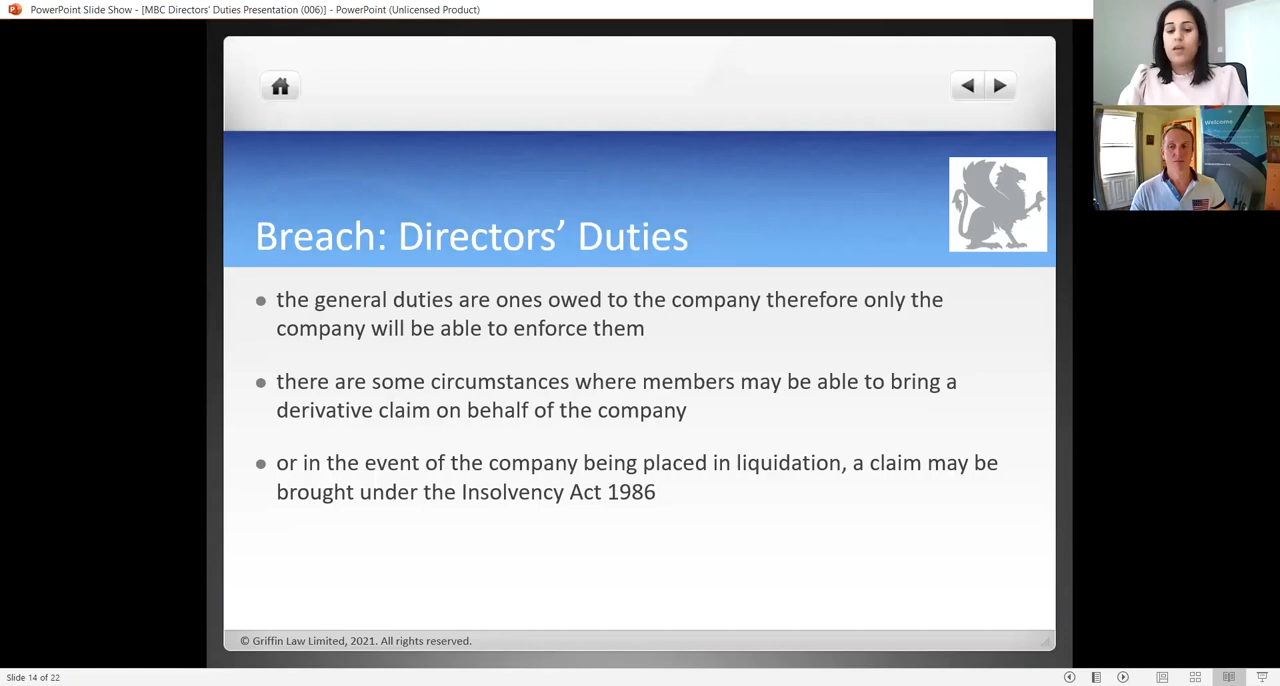 PowerPoint Slide Show - [MBC Directors' Duties Presentation (006)] - PowerPoint (Unlicensed Product)
Welcome
Breach: Directors’ Duties
the general duties are ones owed to the company therefore only the
company will be able to enforce them
there are some circumstances where members may be able to bring a
derivative claim on behalf of the company
or in the event of the company being placed in liquidation, a claim may be
brought under the Insolvency Act 1986
© Griffin Law Limited, 2021. All rights reserved.
Slide 14 of 22